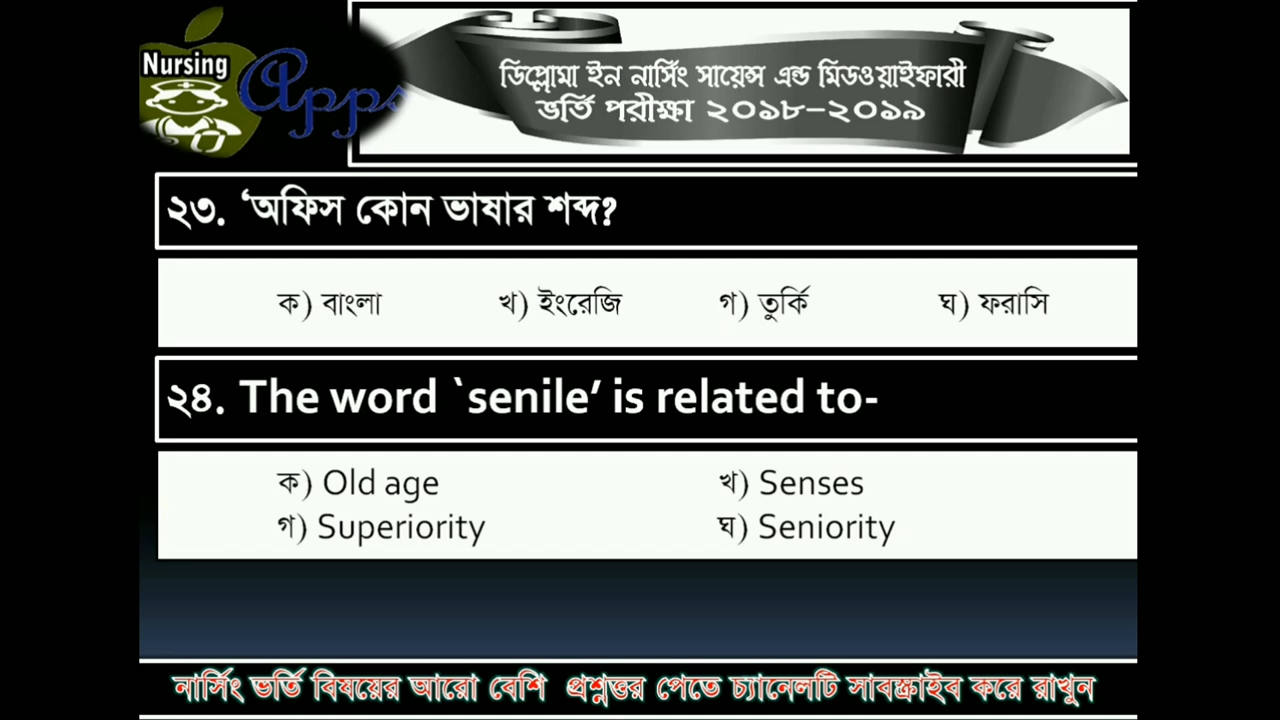 Nursing
Apps
ডিপ্লোমা ইন নার্সিং সায়েন্স এন্ড মিডওয়াইফারী
ভর্তি পরীক্ষা ২০১৮-২০১৯
২৩. ‘অফিস কোন ভাষার শব্দ?
ক) বাংলা খ) ইংরেজি গ) তুর্কি ঘ) ফরাসি
২৪. The word `senile’ is related to-
ক) Old age খ) Senses
গ) Superiority ঘ) Seniority
নার্সিং ভর্তি বিষয়ের আরো বেশি প্রশ্নত্তর পেতে চ্যানেলটি সাবস্ক্রাইব করে রাখুন